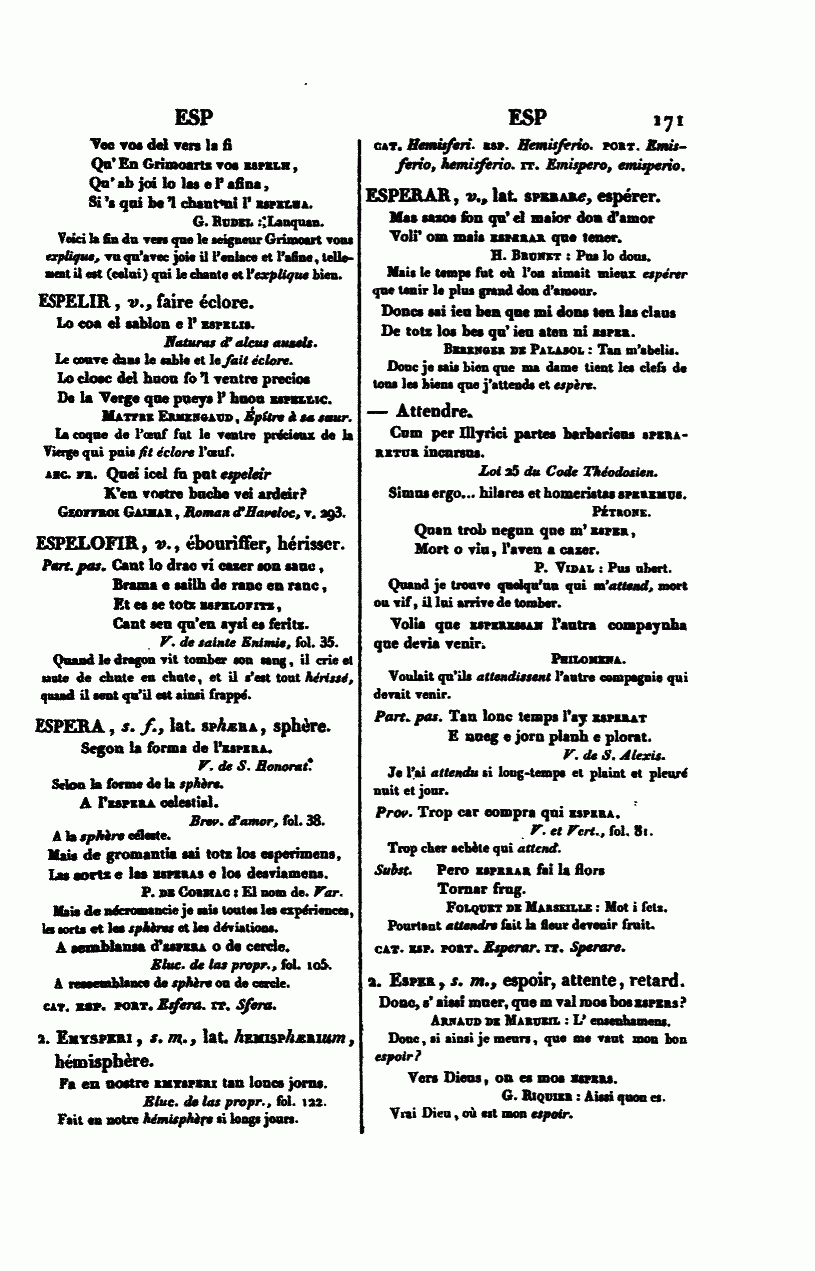 ESP
ESP 171
Vec vos del vers la fi
Qu' En Grimoartz vos ESPELH,
Qu' ab joi lo las e l' afina,
Si 's qui be 'l chant ni l' ESPELHA.
G. RUDEL : Lanquan.
Voici la fin du vers que le seigneur Grimoart vous
explique, vu qu'avec joie il l'enlace et l'afine, telle-
ment il est (celui) qui le chante et l'explique bien.
ESPELIR, v., faire éclore.
Lo coa el sablon e l' ESPELIS.
Naturas d' alcus auzels.
Le couve dans le sable et le fait éclore.
Lo closc del huou fo 'l ventre precios
De la Verge que pueys l' huou ESPELLIC.
MATFRE ERMENGAUD, Épître à sa sœur.
La coque de l'œuf fut le ventre précieux de la
Vierge qui puis fit éclore l'œuf.
ANC. FR. Quei icel fu put espeleir
K'en vostre buche vei ardeir?
GEOFFROI GAIMAR, Roman d'Haveloc, v. 293.
ESPELOFIR, v., ébouriffer, hérisser.
Part. pas. Cant lo drac vi cazer son sanc,
Brama e salh de ranc en ranc,
Et es se totz ESPELOFITZ,
Cant sen qu'en aysi es feritz.
V. de sainte Enimie, fol. 35.
Quand le dragon vit tomber son sang, il crie et
saute de chute en chute, et il s'est tout hérissé,
quand il sent qu'il est ainsi frappé.
ESPERA, s. f., lat. SPHÆRA, sphère.
Segon la forma de l'ESPERA.
V. de S. Honorat.
Selon la forme de la sphère.
A l'ESPERA celestial.
Brev. d'amor, fol. 38.
A la sphère céleste.
Mais de gromantia sai totz los esperimens,
Las sortz e las ESPERAS e los desviamens.
P. DE CORBIAC : El nom de. Var.
Mais de nécromancie je sais toutes les expériences,
les sorts et les sphères et les déviations.
A semblansa d'ESPERA o de cercle.
Eluc. de las propr., fol. 105.
A ressemblance de sphère ou de cercle.
CAT. ESP. PORT. Esfera. IT. Sfera.
2. EMYSPERI, s. m., lat. HEMISPHÆRIUM,
hémisphère.
Fa en nostre EMYSPERI tan loncs jorns.
Eluc. de las propr., fol. 122.
Fait en notre hémisphère si longs jours.
CAT. Hemisferi. ESP. Hemisferio. PORT. Emis-
ferio, hemisferio. IT. Emispero, emisperio.
ESPERAR, v., lat. SPERARE, espérer.
Mas sazos fon qu' el maior don d'amor
Voli' om mais ESPERAR que tener.
H. BRUNET : Pus lo dous.
Mais le temps fut où l'on aimait mieux espérer
que tenir le plus grand don d'amour.
Doncs sai ieu ben que mi dons ten las claus
De totz los bes qu' ieu aten ni ESPER.
BERENGER DE PALASOL : Tan m'abelis.
Donc je sais bien que ma dame tient les clefs de
tous les biens que j'attends et espère.
— Attendre.
Cum per Illyrici partes barbarious SPERA-
RETUR incursus.
Loi 25 du Code Théodosien.
Simus ergo... hilares et homeristas SPEREMUS.
PÉTRONE.
Quan trob negun que m' ESPER,
Mort o viu, l'aven a cazer.
P. VIDAL : Pus ubert.
Quand je trouve quelqu'un qui m'attend, mort
ou vif, il lui arrive de tomber.
Volia que ESPERESSAN l'autra compaynha
que devia venir.
PHILOMENA.
Voulait qu'ils attendissent l'autre compagnie qui
devait venir.
Part. pas. Tan lonc temps l'ay ESPERAT
E nueg e jorn planh e plorat.
V. de S. Alexis.
Je l'ai attendu si long-temps et plaint et pleuré
nuit et jour.
Prov. Trop car compra qui ESPERA.
V. et Vert., fol. 81.
Trop cher achète qui attend.
Subst. Pero ESPERAR fai la flors
Tornar frug.
FOLQUET DE MARSEILLE : Mot i fetz.
Pourtant attendre fait la fleur devenir fruit.
CAT. ESP. PORT. Esperar. IT. Sperare.
2. ESPER, s. m., espoir, attente, retard.
Donc, s' aissi muer, que m val mos bos ESPERS?
ARNAUD DE MARUEIL : L' ensenhamens.
Donc, si ainsi je meurs, que me vaut mon bon
espoir?
Vers Dieus, on es mos ESPERS.
G. RIQUIER : Aissi quon es.
Vrai Dieu, où est mon espoir.